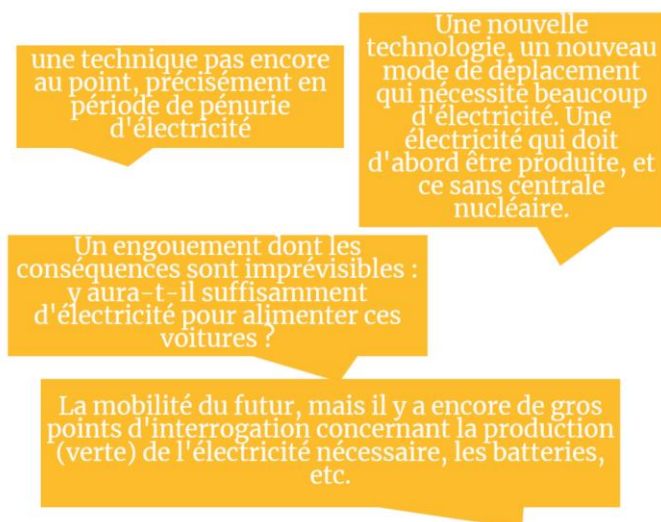 une technique pas encore
au point, précisément en
période de pénurie
d'électricité
Une nouvelle
technologie, un nouveau
mode de déplacement
qui nécessite beaucoup
d'électricité. Une
électricité qui doit
d'abord être produite, et
ce sans centrale
nucléaire.
Un engouement dont les
conséquences sont imprévisibles :
y aura-t-il suffisamment
d'électricité pour alimenter ces
voitures ?
La mobilité du futur, mais il y a encore de gros
points d'interrogation concernant la production
(verte) de l'électricité nécessaire, les batteries,
etc.